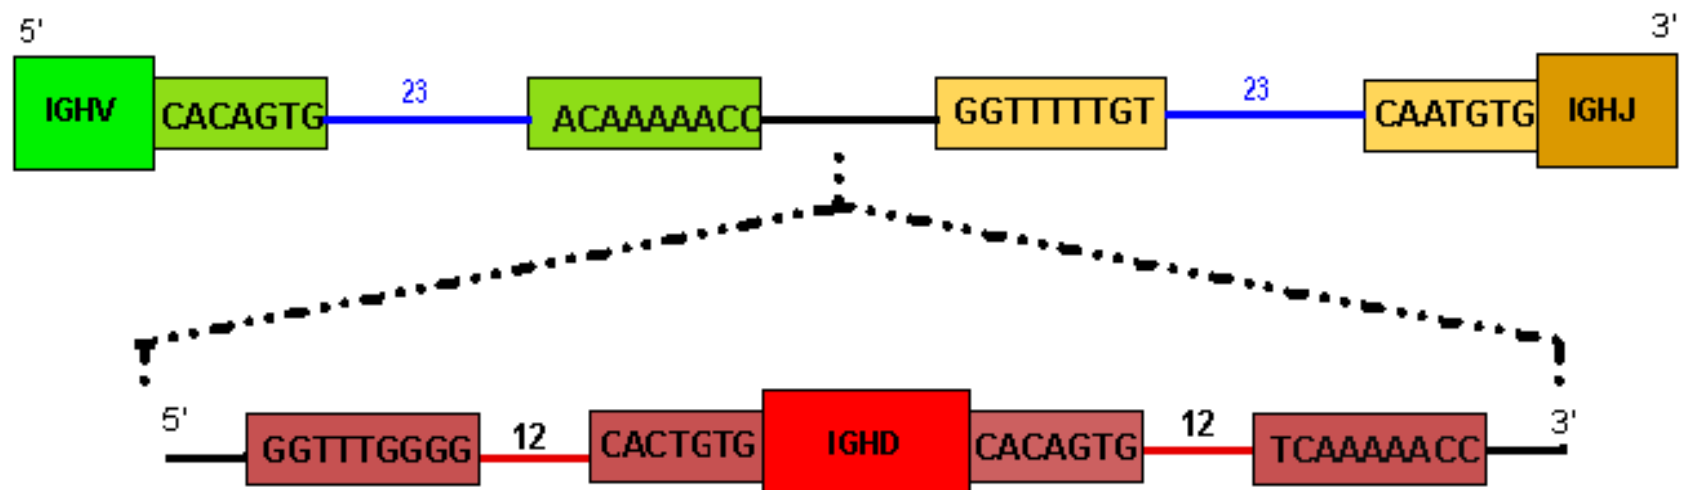 5' 3'
IGHV CACAGTG 23 ACAAAAACC GGTTTTTGT 23 CAATGTG IGHJ
5' GGTTTGGGG 12 CACTGTG IGHD CACAGTG 12 TCAAAAACC 3'